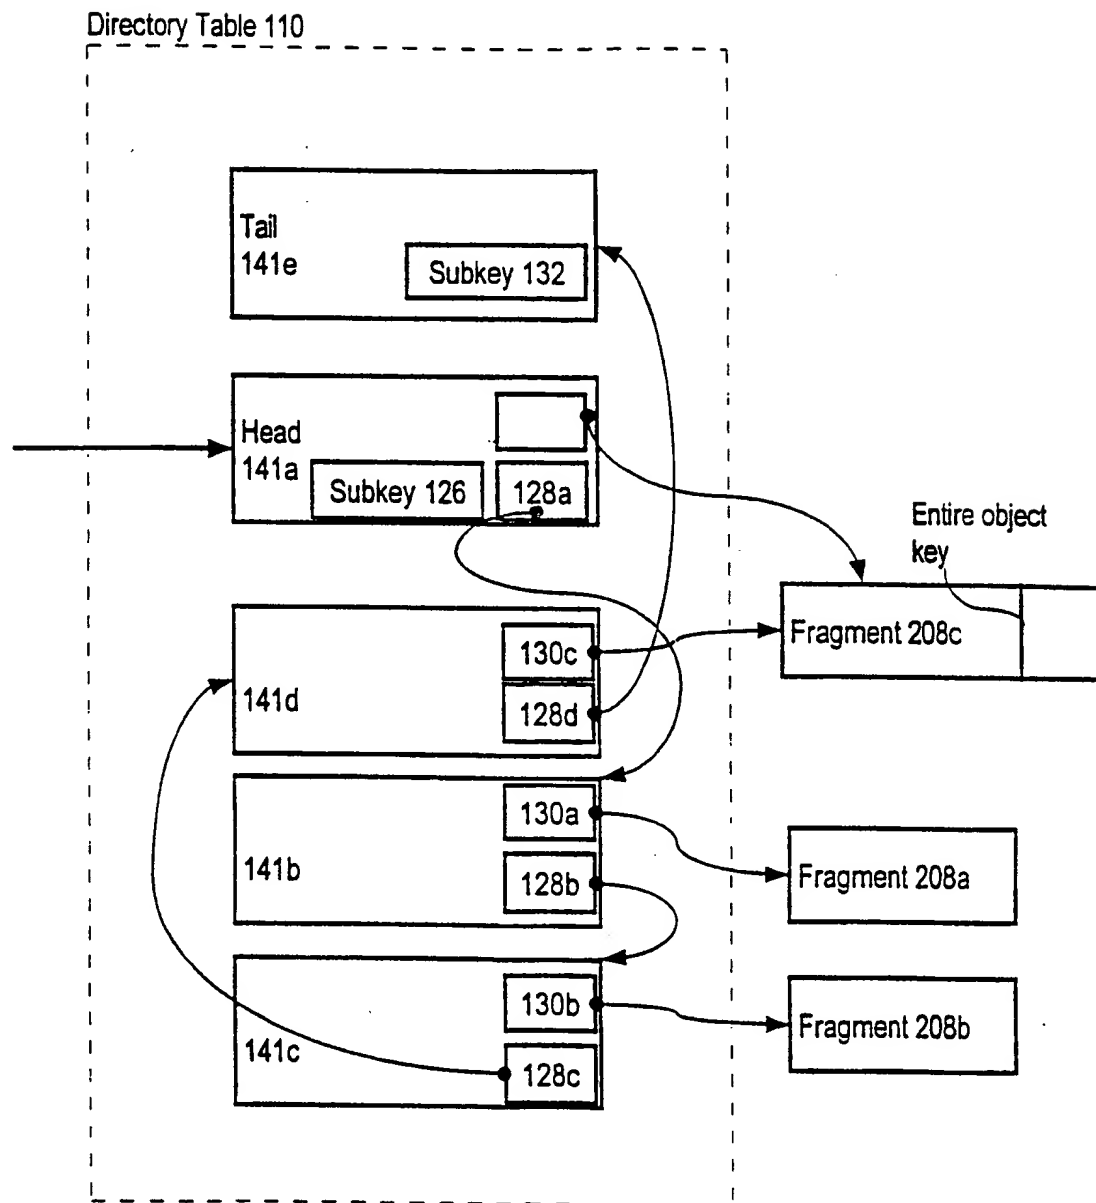 Directory Table 110
Tail
141e
Subkey 132
Head
141a
Subkey 126
128a
Entire object
key
Fragment 208c
130c
128d
141d
130a
141b
128b
Fragment 208a
130b
141c
128c
Fragment 208b